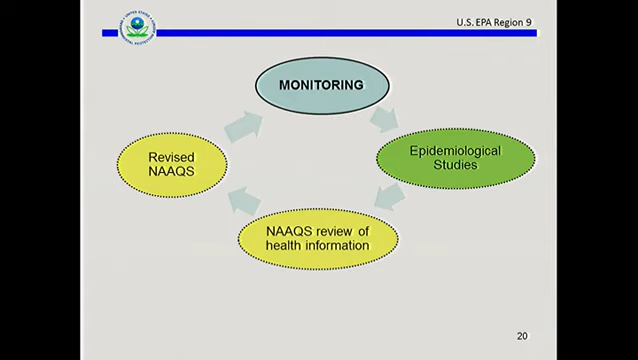 U.S. EPA Region 9
MONITORING
Epidemiological
Studies
Revised
NAAQS
NAAQS review of
health information
20